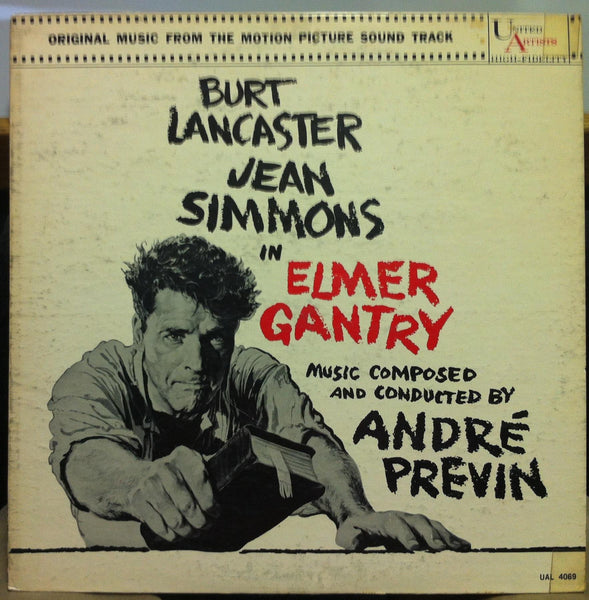 ORIGINAL MUSIC FROM THE MOTION PICTURE SOUND TRACK
UNITED
ARTISTS
HIGH-FIDELITY
BURT
LANCASTER
JEAN
SIMMONS
IN
ELMER
GANTRY
MUSIC COMPOSED
AND CONDUCTED BY
ANDRÉ
PREVIN
UAL 4069